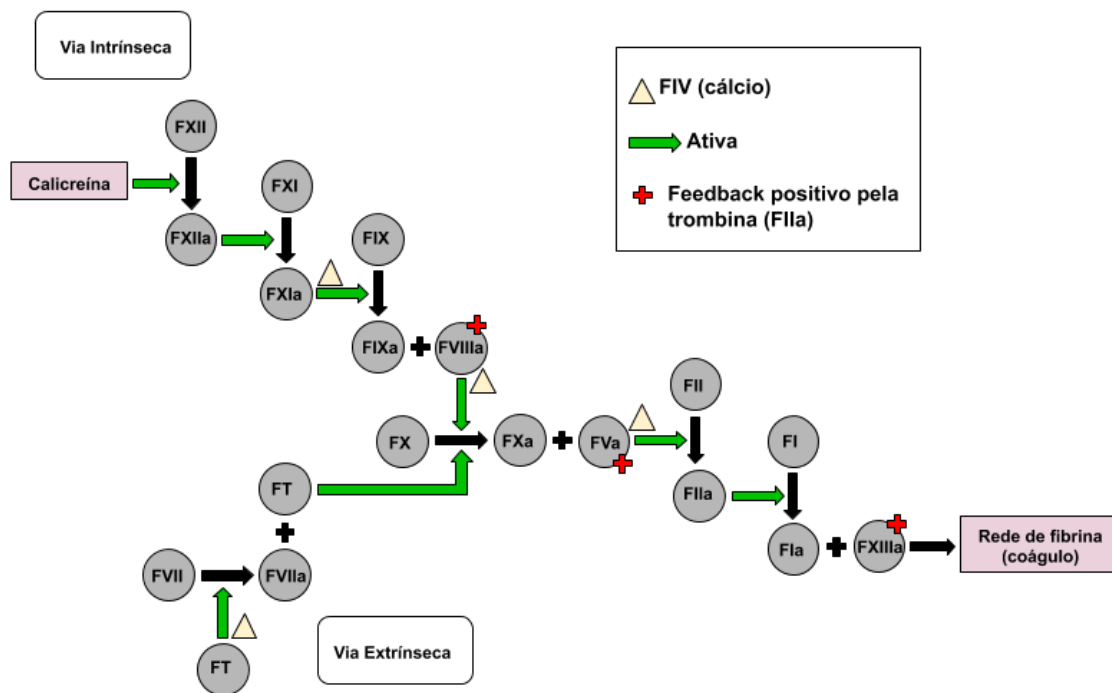 Via Intrínseca
FIV (cálcio)
Ativa
Feedback positivo pela
trombina (FIIa)
FXII
Calicreína
FXI
FXIIa
FIX
FXIa
FIXa
FVIIIa
FII
FX
FXa
FVa
FI
FT
FIIa
FIa
FXIIIa
Rede de fibrina
(coágulo)
FVII
FVIIa
Via Extrínseca
FT